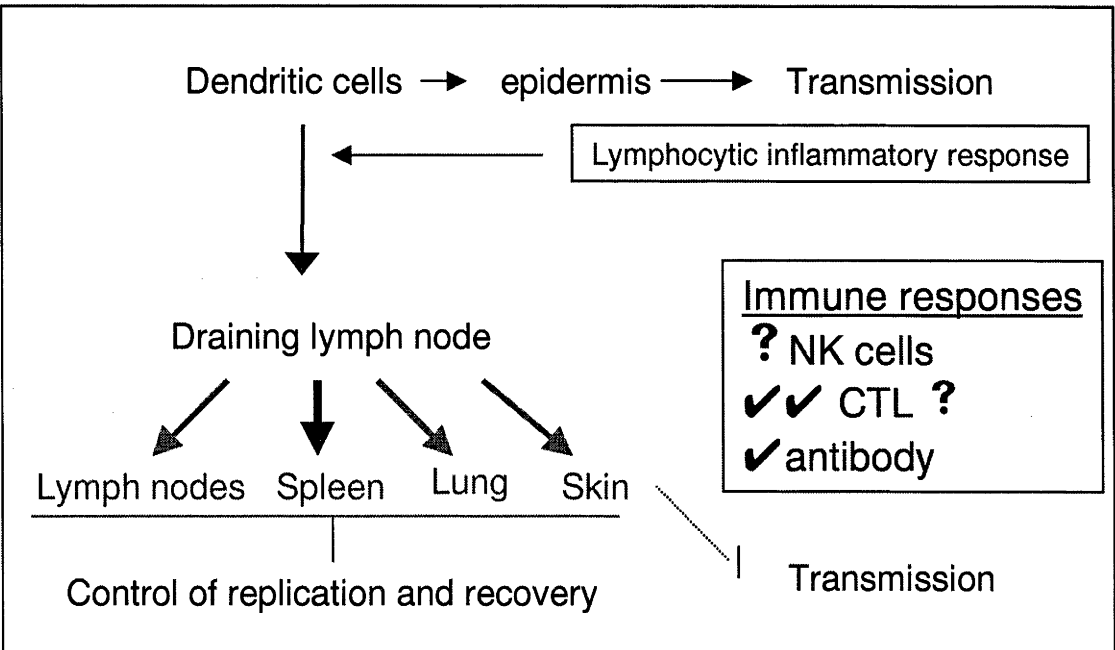 Dendritic cells → epidermis → Transmission
Lymphocytic inflammatory response
Draining lymph node
Immune responses
? NK cells
✔✔ CTL ?
✔antibody
Lymph nodes Spleen Lung Skin
Control of replication and recovery
Transmission